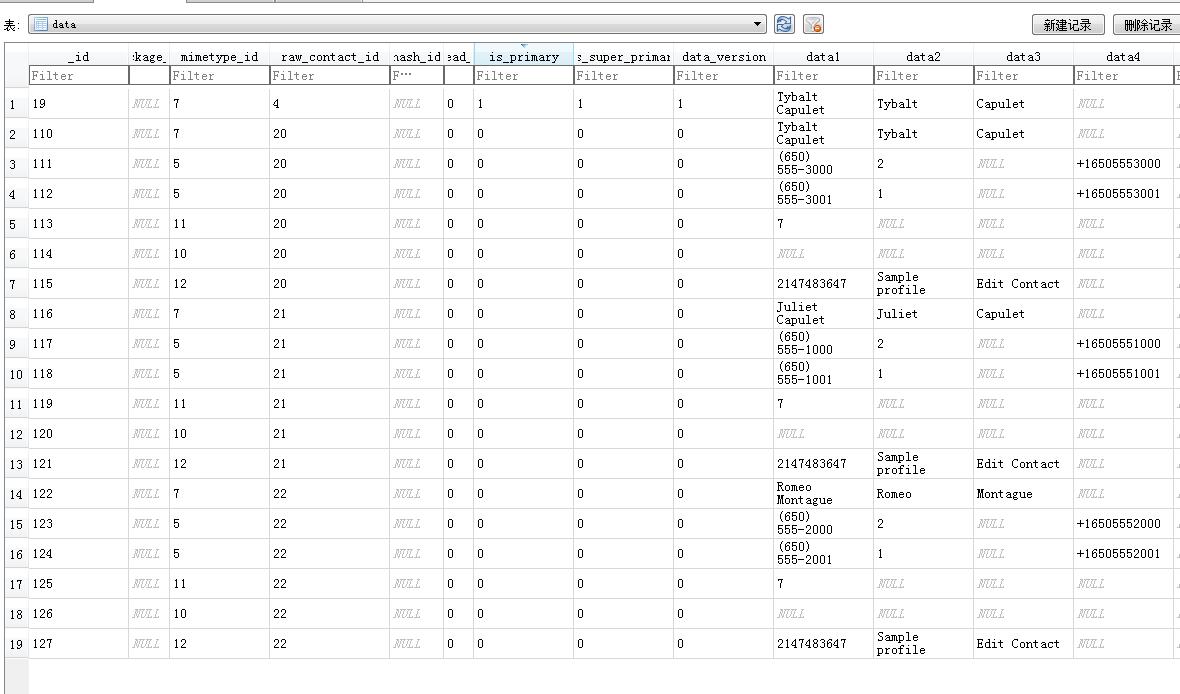 表: data 新建记录 删除记录
_id kage_ mimetype_id raw_contact_id hash_id ead_ is_primary s_super_primar data_version data1 data2 data3 data4
Filter Filter Filter F… Filter Filter Filter Filter Filter Filter Filter
1 19 NULL 7 4 NULL 0 1 1 1 Tybalt Capulet Tybalt Capulet NULL
2 110 NULL 7 20 NULL 0 0 0 0 Tybalt Capulet Tybalt Capulet NULL
3 111 NULL 5 20 NULL 0 0 0 0 (650) 555-3000 2 NULL +16505553000
4 112 NULL 5 20 NULL 0 0 0 0 (650) 555-3001 1 NULL +16505553001
5 113 NULL 11 20 NULL 0 0 0 0 7 NULL NULL NULL
6 114 NULL 10 20 NULL 0 0 0 0 NULL NULL NULL NULL
7 115 NULL 12 20 NULL 0 0 0 0 2147483647 Sample profile Edit Contact NULL
8 116 NULL 7 21 NULL 0 0 0 0 Juliet Capulet Juliet Capulet NULL
9 117 NULL 5 21 NULL 0 0 0 0 (650) 555-1000 2 NULL +16505551000
10 118 NULL 5 21 NULL 0 0 0 0 (650) 555-1001 1 NULL +16505551001
11 119 NULL 11 21 NULL 0 0 0 0 7 NULL NULL NULL
12 120 NULL 10 21 NULL 0 0 0 0 NULL NULL NULL NULL
13 121 NULL 12 21 NULL 0 0 0 0 2147483647 Sample profile Edit Contact NULL
14 122 NULL 7 22 NULL 0 0 0 0 Romeo Montague Romeo Montague NULL
15 123 NULL 5 22 NULL 0 0 0 0 (650) 555-2000 2 NULL +16505552000
16 124 NULL 5 22 NULL 0 0 0 0 (650) 555-2001 1 NULL +16505552001
17 125 NULL 11 22 NULL 0 0 0 0 7 NULL NULL NULL
18 126 NULL 10 22 NULL 0 0 0 0 NULL NULL NULL NULL
19 127 NULL 12 22 NULL 0 0 0 0 2147483647 Sample profile Edit Contact NULL